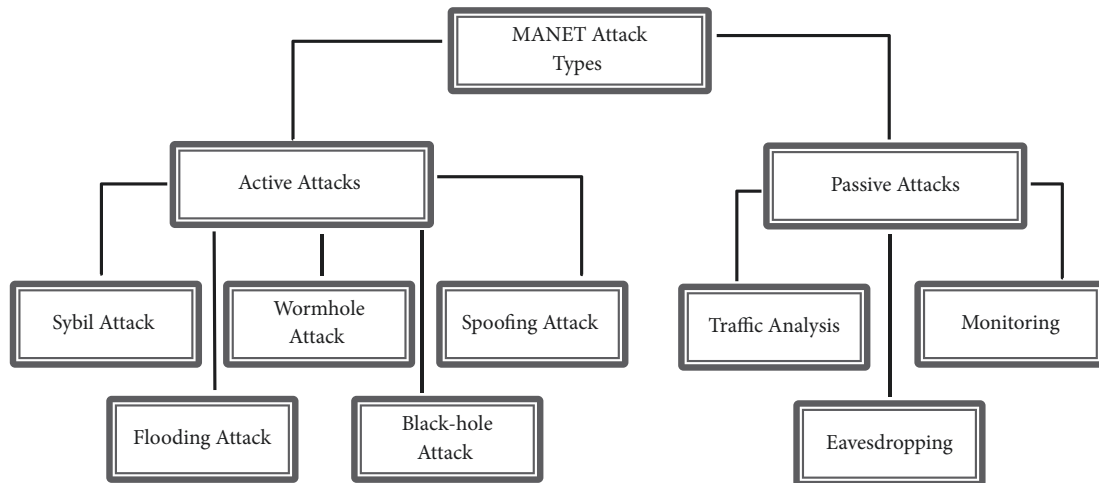 MANET Attack
Types
Active Attacks
Passive Attacks
Sybil Attack
Wormhole
Attack
Spoofing Attack
Traffic Analysis
Monitoring
Flooding Attack
Black-hole
Attack
Eavesdropping